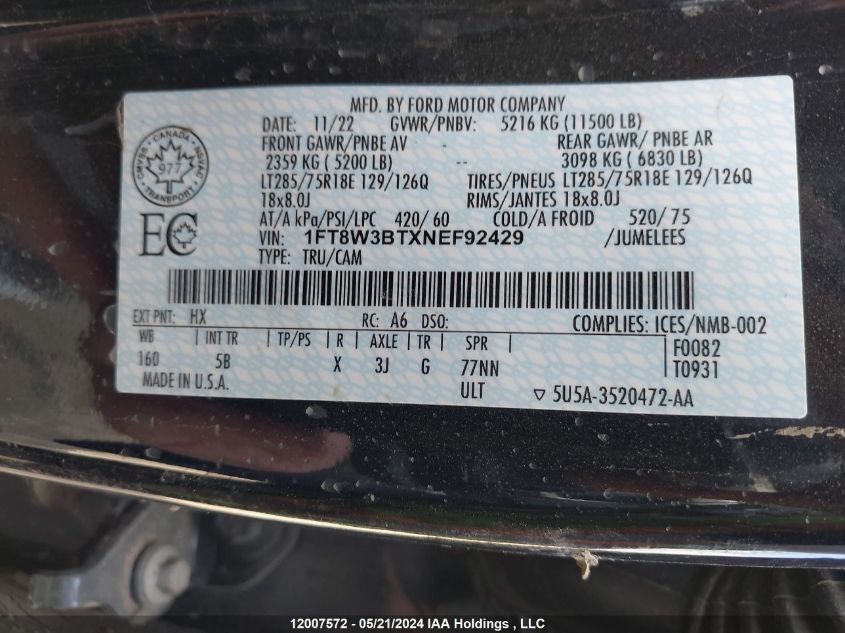 MFD. BY FORD MOTOR COMPANY
DATE: 11/22 GVWR/PNBV: 5216 KG (11500 LB)
FRONT GAWR/PNBE AV REAR GAWR/ PNBE AR
2359 KG ( 5200 LB) -- 3098 KG ( 6830 LB)
LT285/75R18E 129/126Q TIRES/PNEUS LT285/75R18E 129/126Q
18x8.0J RIMS/JANTES 18x8.0J
AT/A kPa/PSI/LPC 420/ 60 COLD/A FROID 520/ 75
VIN: 1FT8W3BTXNEF92429 /JUMELEES
TYPE: TRU/CAM
CANADA
977
TRANSPORT
EC
EXT PNT: HX RC: A6 DSO: COMPLIES: ICES/NMB-002
WB INT TR TP/PS R AXLE TR SPR F0082
160 5B X 3J G 77NN T0931
MADE IN U.S.A. ULT ▽ 5U5A-3520472-AA
12007572 - 05/21/2024 IAA Holdings , LLC